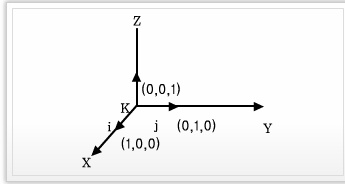 Z
(0,0,1)
K
i j (0,1,0) Y
(1,0,0)
X